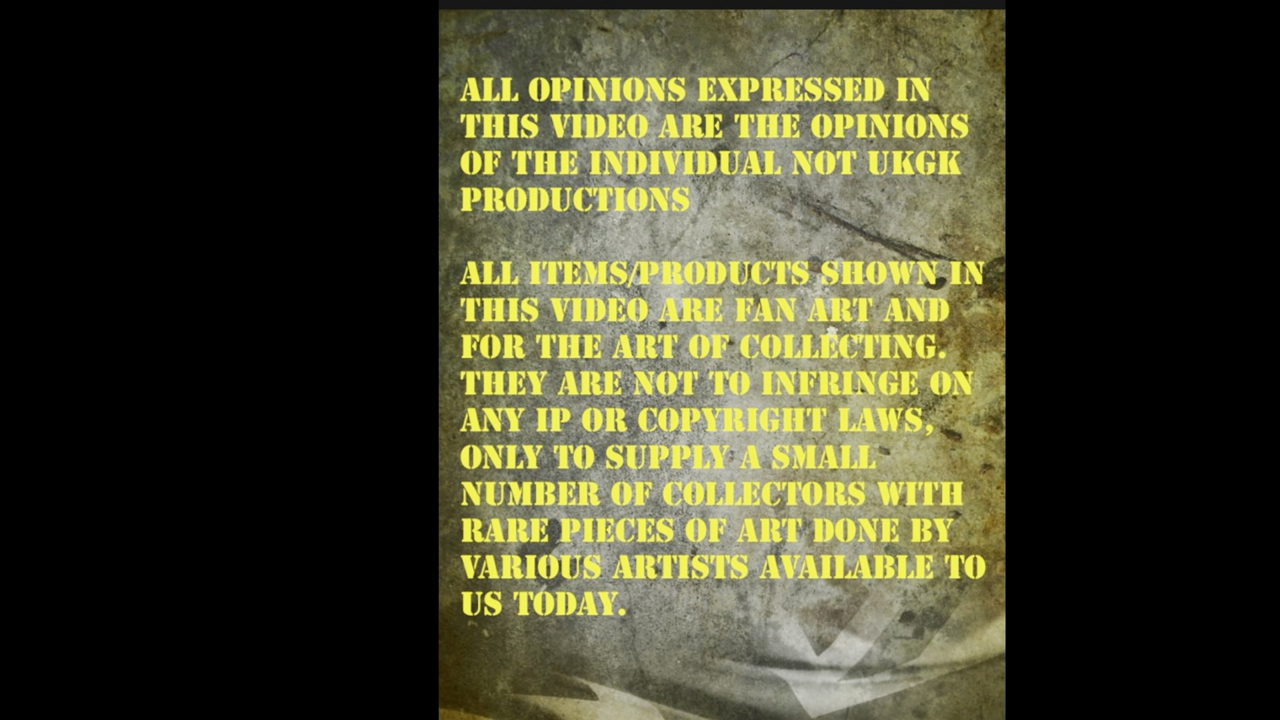 ALL OPINIONS EXPRESSED IN
THIS VIDEO ARE THE OPINIONS
OF THE INDIVIDUAL NOT UKGK
PRODUCTIONS
ALL ITEMS/PRODUCTS SHOWN IN
THIS VIDEO ARE FAN ART AND
FOR THE ART OF COLLECTING.
THEY ARE NOT TO INFRINGE ON
ANY IP OR COPYRIGHT LAWS,
ONLY TO SUPPLY A SMALL
NUMBER OF COLLECTORS WITH
RARE PIECES OF ART DONE BY
VARIOUS ARTISTS AVAILABLE TO
US TODAY.